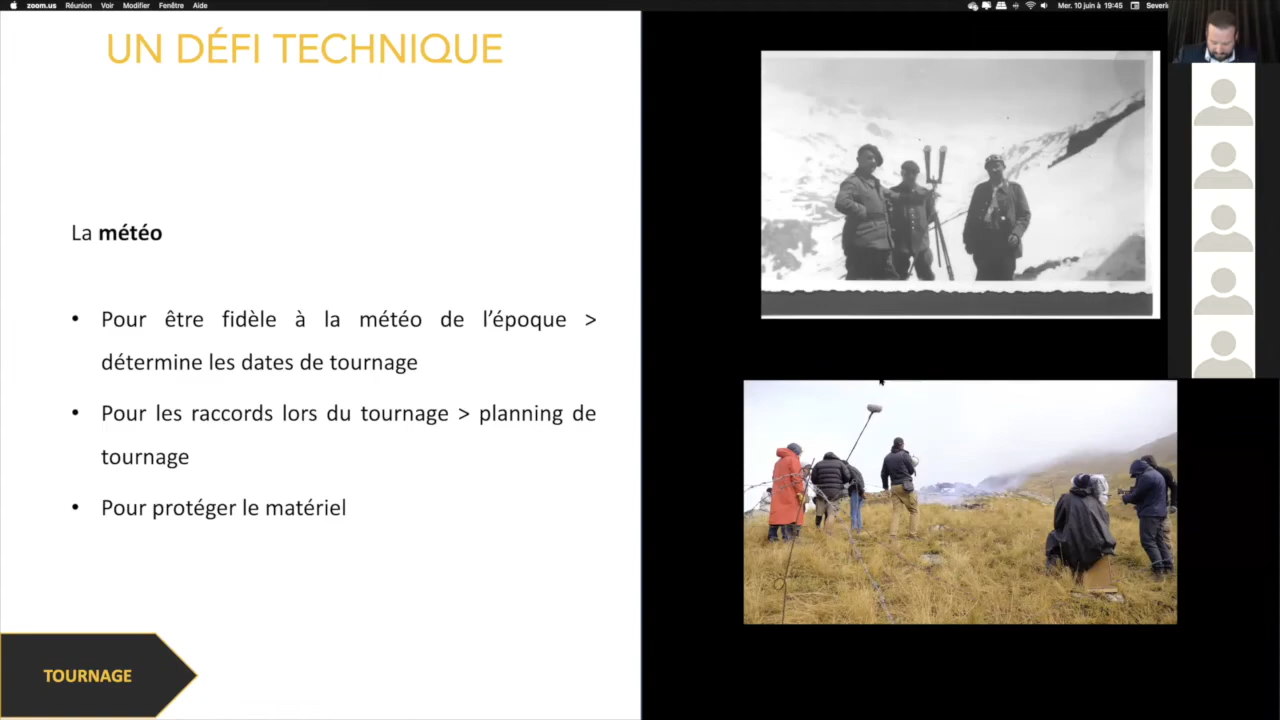 zoom.us Réunion Voir Modifier Fenêtre Aide
Mer. 10 juin à 19:45 Severi
UN DÉFI TECHNIQUE
La météo
• Pour être fidèle à la météo de l’époque >
détermine les dates de tournage
• Pour les raccords lors du tournage > planning de
tournage
• Pour protéger le matériel
TOURNAGE